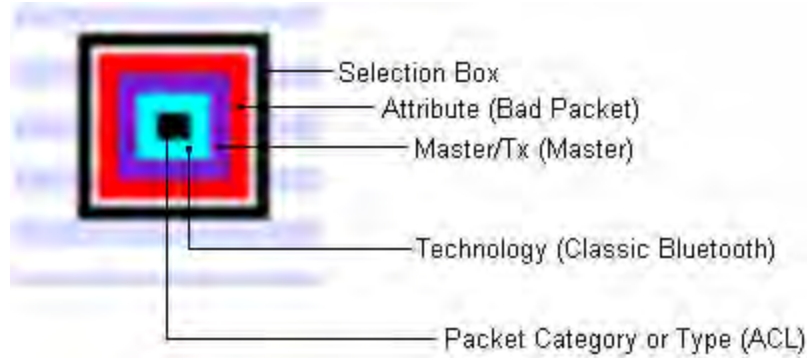 Selection Box
Attribute (Bad Packet)
Master/Tx (Master)
Technology (Classic Bluetooth)
Packet Category or Type (ACL)